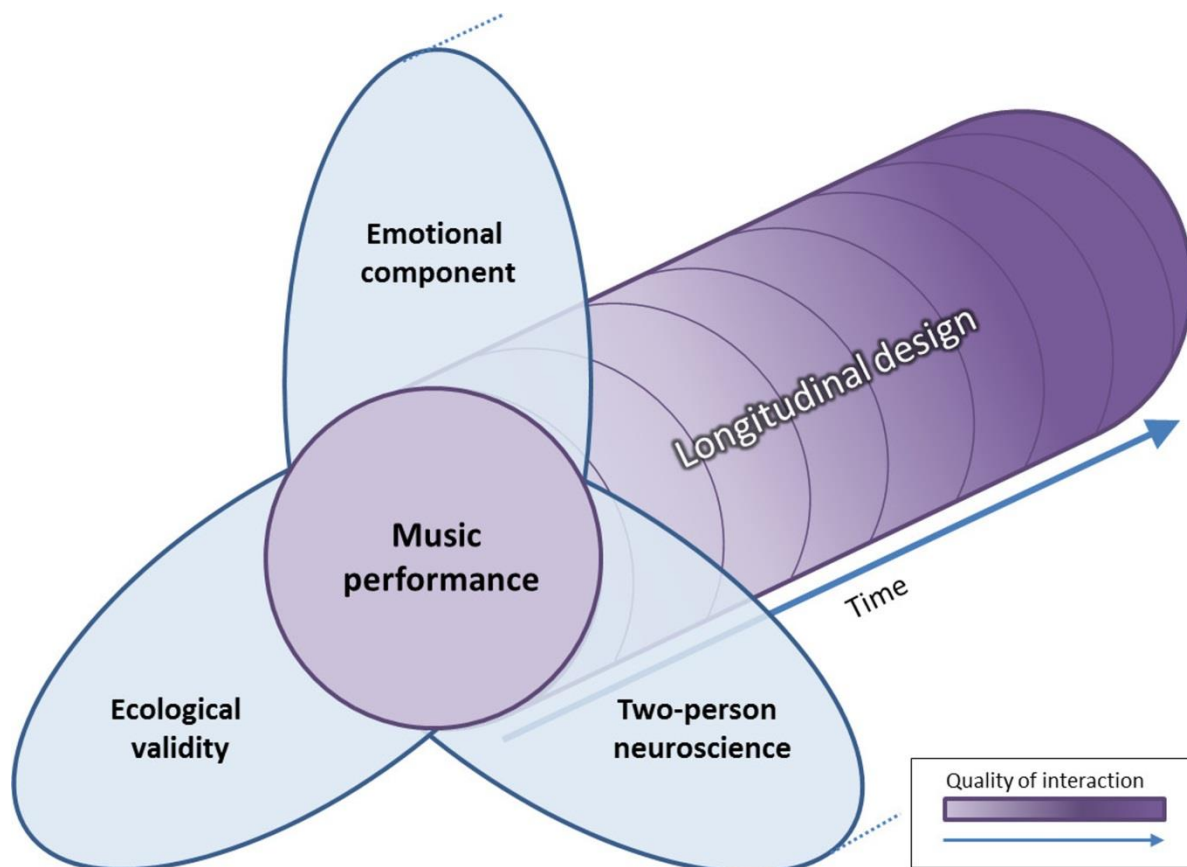 Emotional
component
Longitudinal design
Music
performance
Time
Ecological
validity
Two-person
neuroscience
Quality of interaction